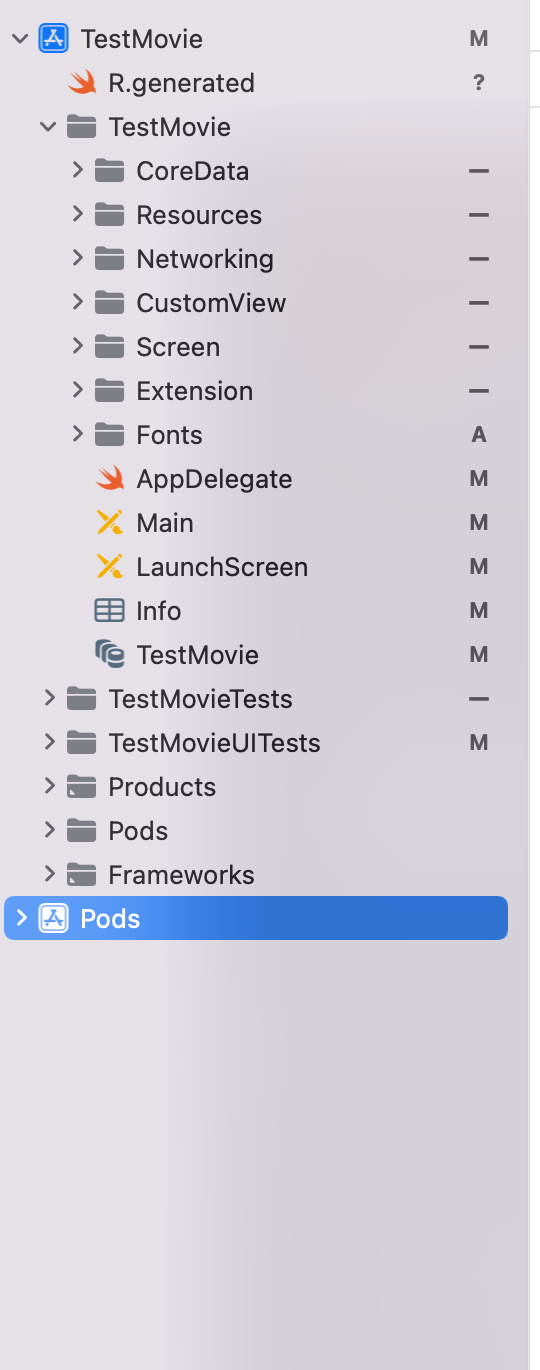 TestMovie M
R.generated ?
TestMovie
CoreData —
Resources —
Networking —
CustomView —
Screen —
Extension —
Fonts A
AppDelegate M
Main M
LaunchScreen M
Info M
TestMovie M
TestMovieTests —
TestMovieUITests M
Products
Pods
Frameworks
Pods